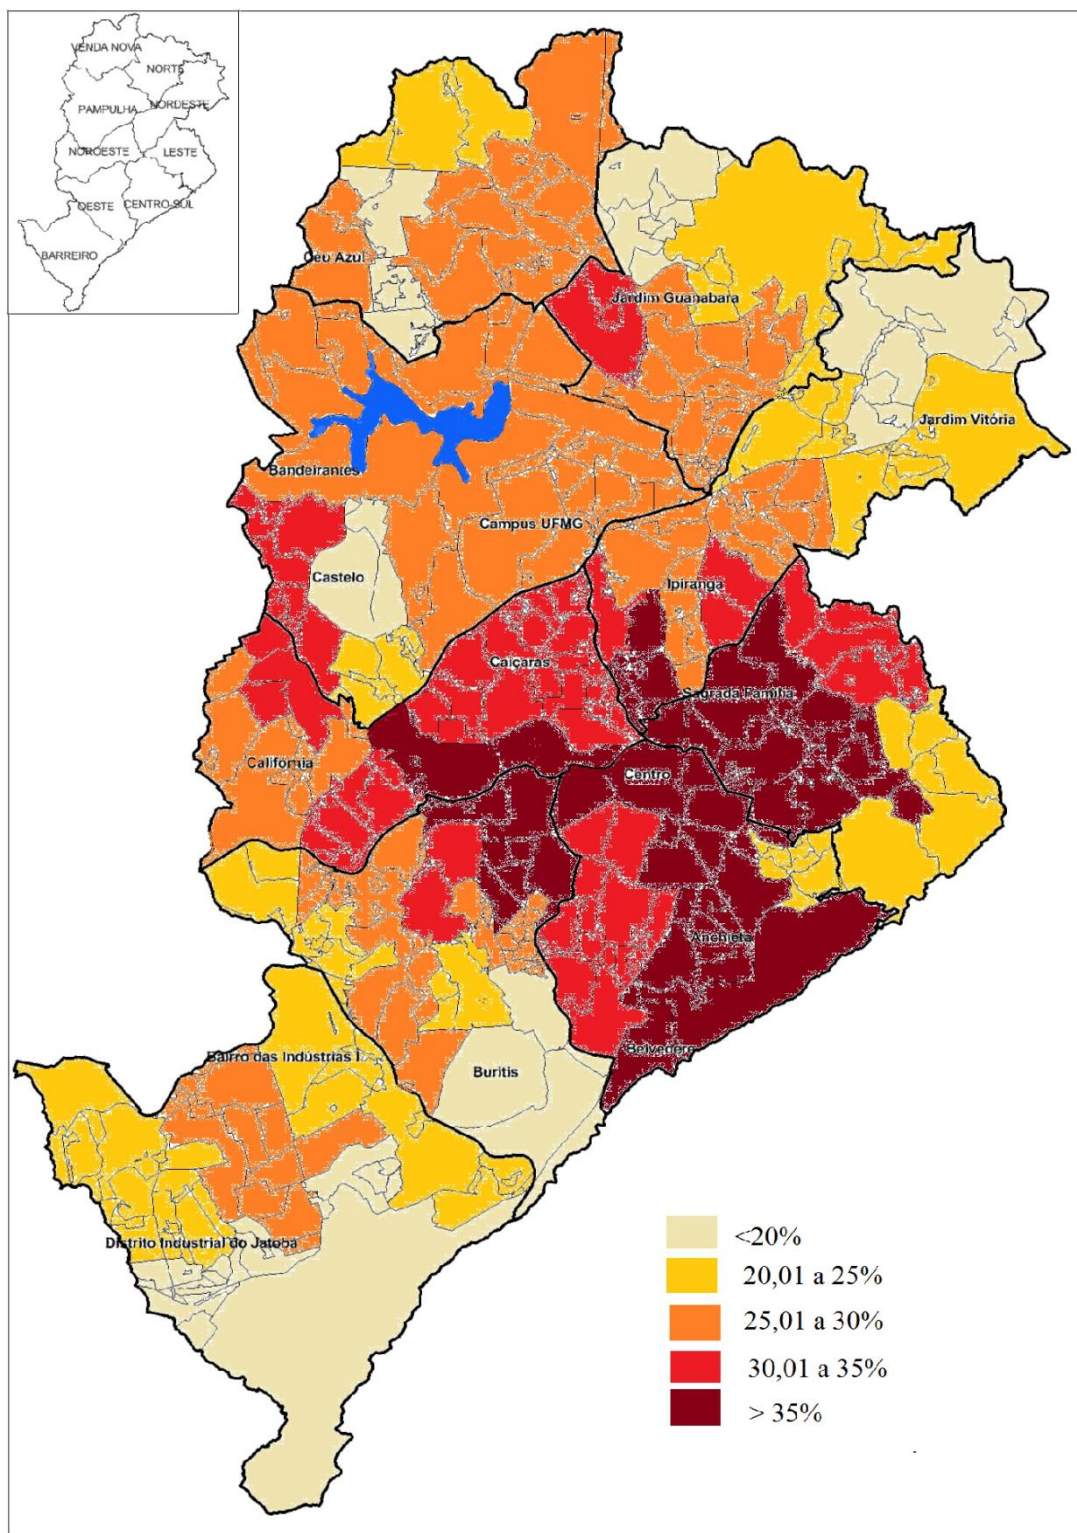 VENDA NOVA
NORTE
PAMPULHA
NORDESTE
NOROESTE
LESTE
OESTE
CENTRO-SUL
BARREIRO
Céu Azul
Jardim Guanabara
Jardim Vitória
Bandeirantes
Campus UFMG
Castelo
Ipiranga
Caiçaras
Sagrada Família
Califórnia
Centro
Anchieta
Belvedere
Bairro das Indústrias I
Buritis
Distrito Industrial do Jatobá
<20%
20,01 a 25%
25,01 a 30%
30,01 a 35%
> 35%